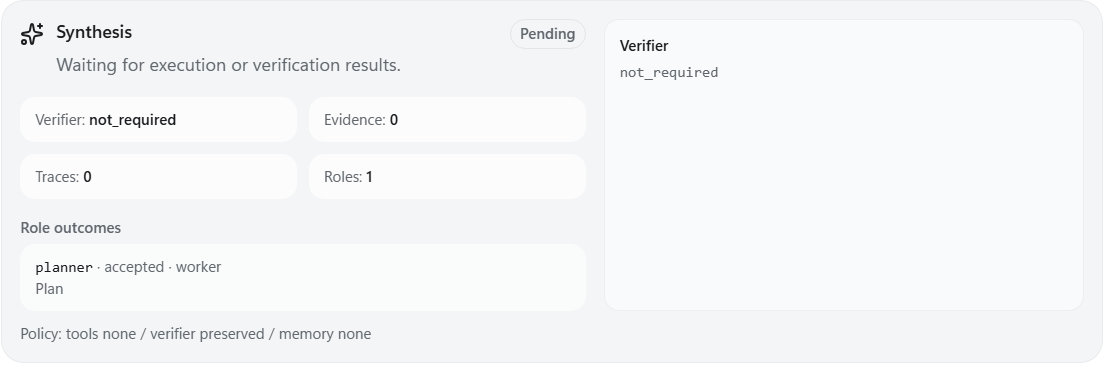 Synthesis
Pending
Waiting for execution or verification results.
Verifier: not_required
Evidence: 0
Traces: 0
Roles: 1
Role outcomes
planner · accepted · worker
Plan
Policy: tools none / verifier preserved / memory none
Verifier
not_required